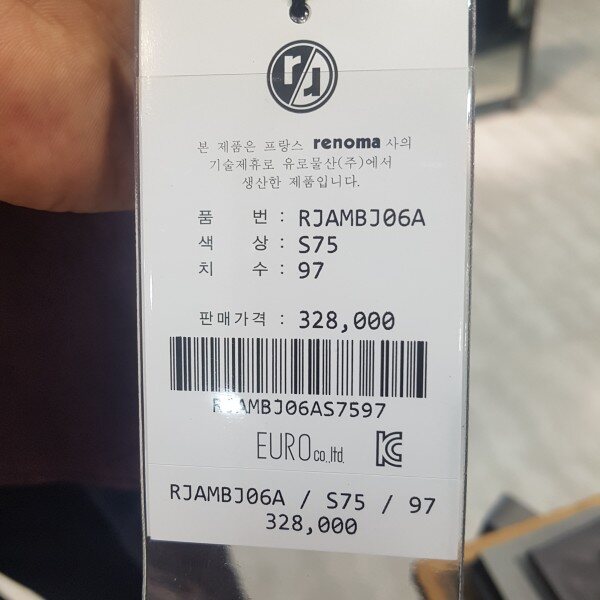 본 제품은 프랑스 renoma 사의
기술제휴로 유로물산(주)에서
생산한 제품입니다.
품 번 : RJAMBJ06A
색 상 : S75
치 수 : 97
판매가격 : 328,000
RJAMBJ06AS7597
EURO co.,ltd.
RJAMBJ06A / S75 / 97
328,000